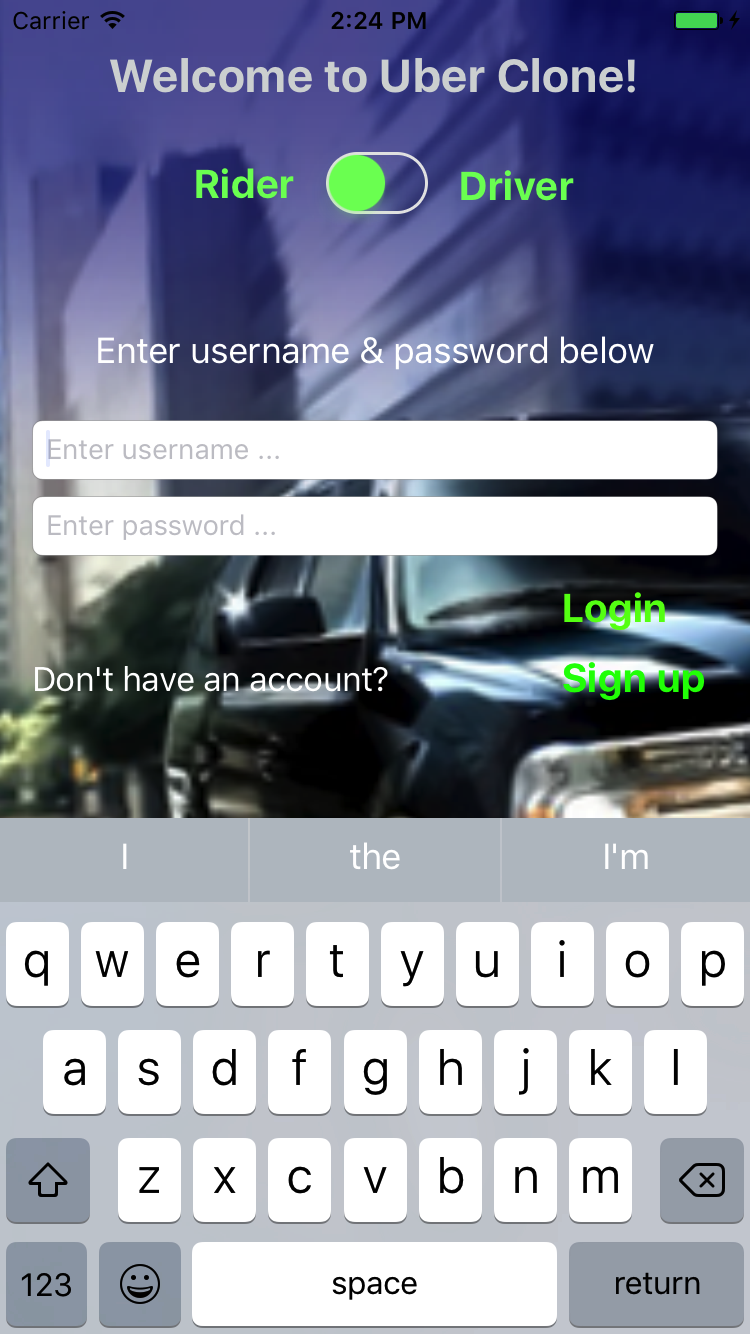 Carrier 2:24 PM
Welcome to Uber Clone!
Rider Driver
Enter username & password below
Enter username ...
Enter password ...
Login
Don't have an account? Sign up
I the I'm
q w e r t y u i o p
a s d f g h j k l
z x c v b n m
123 space return